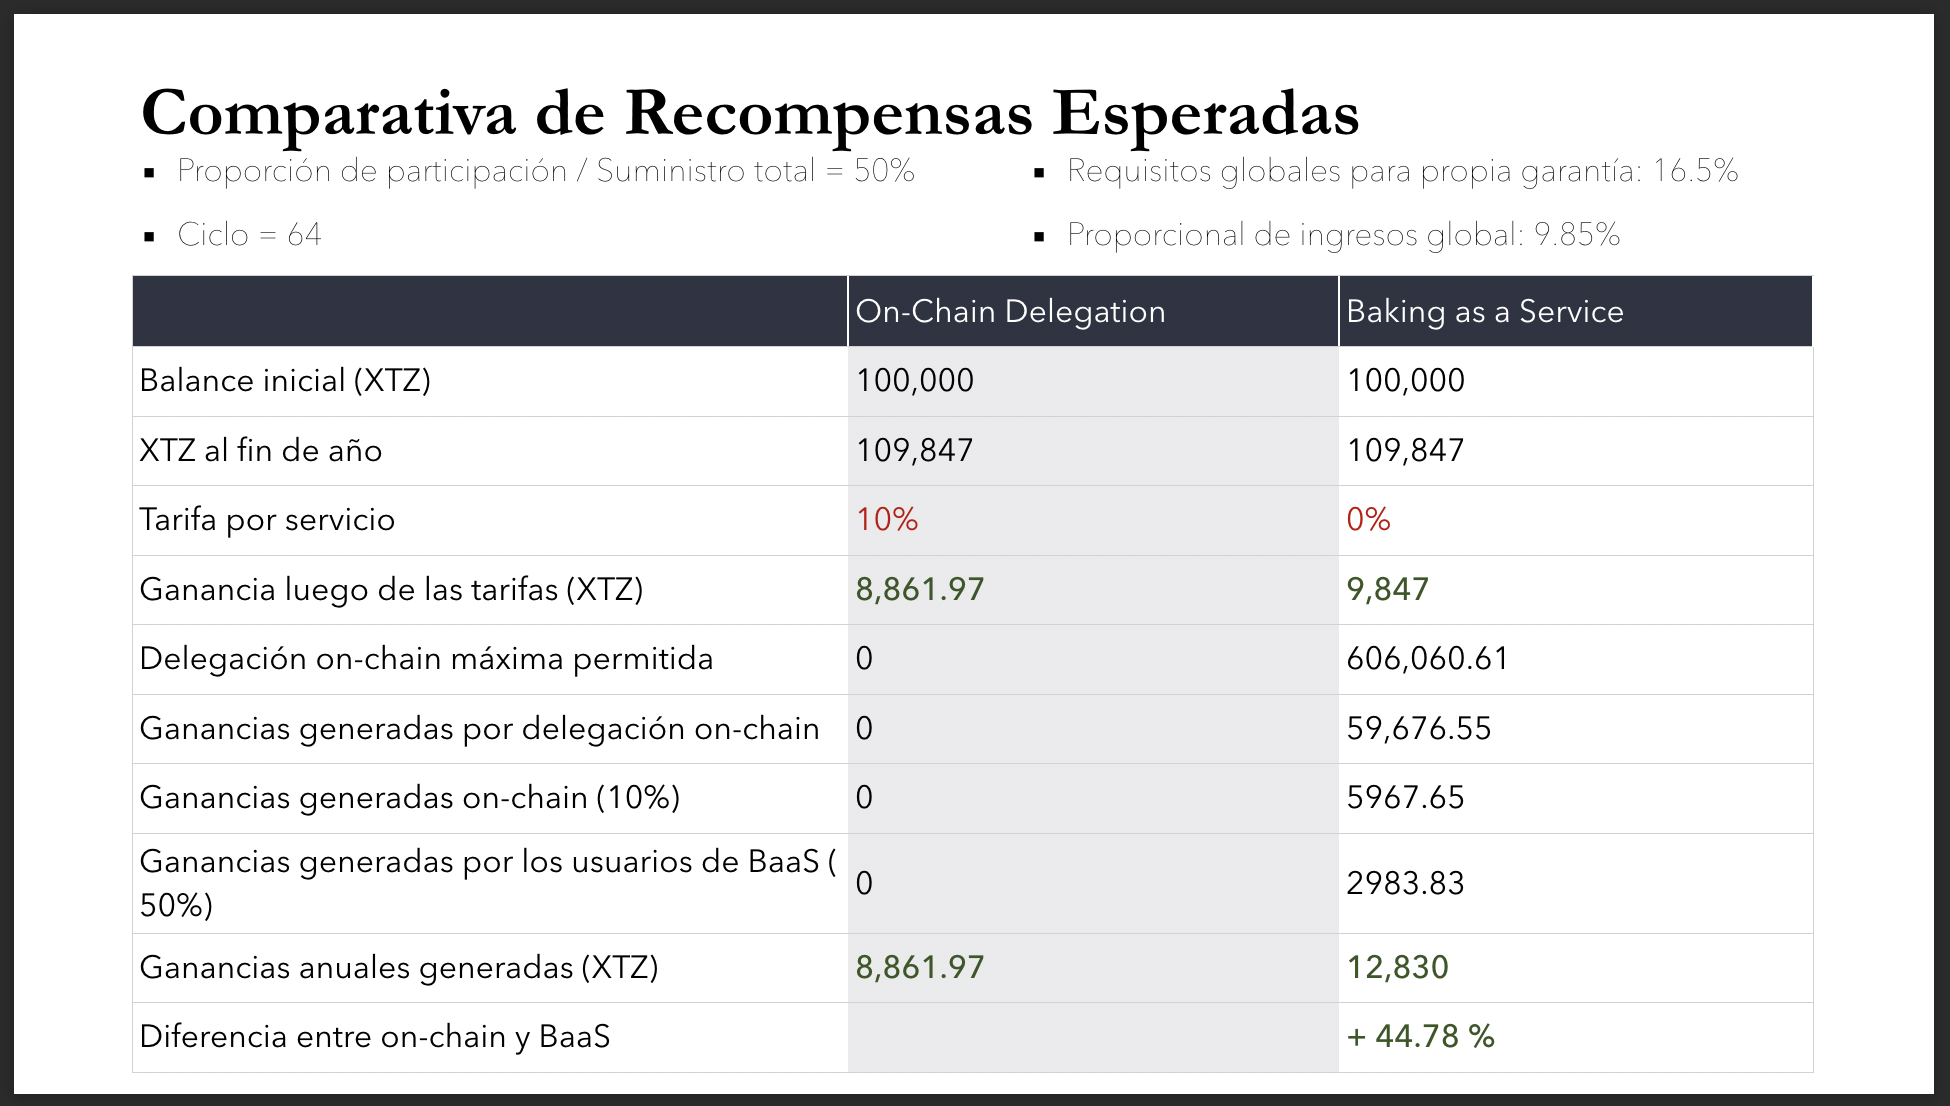 Comparativa de Recompensas Esperadas
▪ Proporción de participación / Suministro total = 50%
▪ Ciclo = 64
▪ Requisitos globales para propia garantía: 16.5%
▪ Proporcional de ingresos global: 9.85%
On-Chain Delegation Baking as a Service
Balance inicial (XTZ) 100,000 100,000
XTZ al fin de año 109,847 109,847
Tarifa por servicio 10% 0%
Ganancia luego de las tarifas (XTZ) 8,861.97 9,847
Delegación on-chain máxima permitida 0 606,060.61
Ganancias generadas por delegación on-chain 0 59,676.55
Ganancias generadas on-chain (10%) 0 5967.65
Ganancias generadas por los usuarios de BaaS (
50%) 0 2983.83
Ganancias anuales generadas (XTZ) 8,861.97 12,830
Diferencia entre on-chain y BaaS + 44.78 %